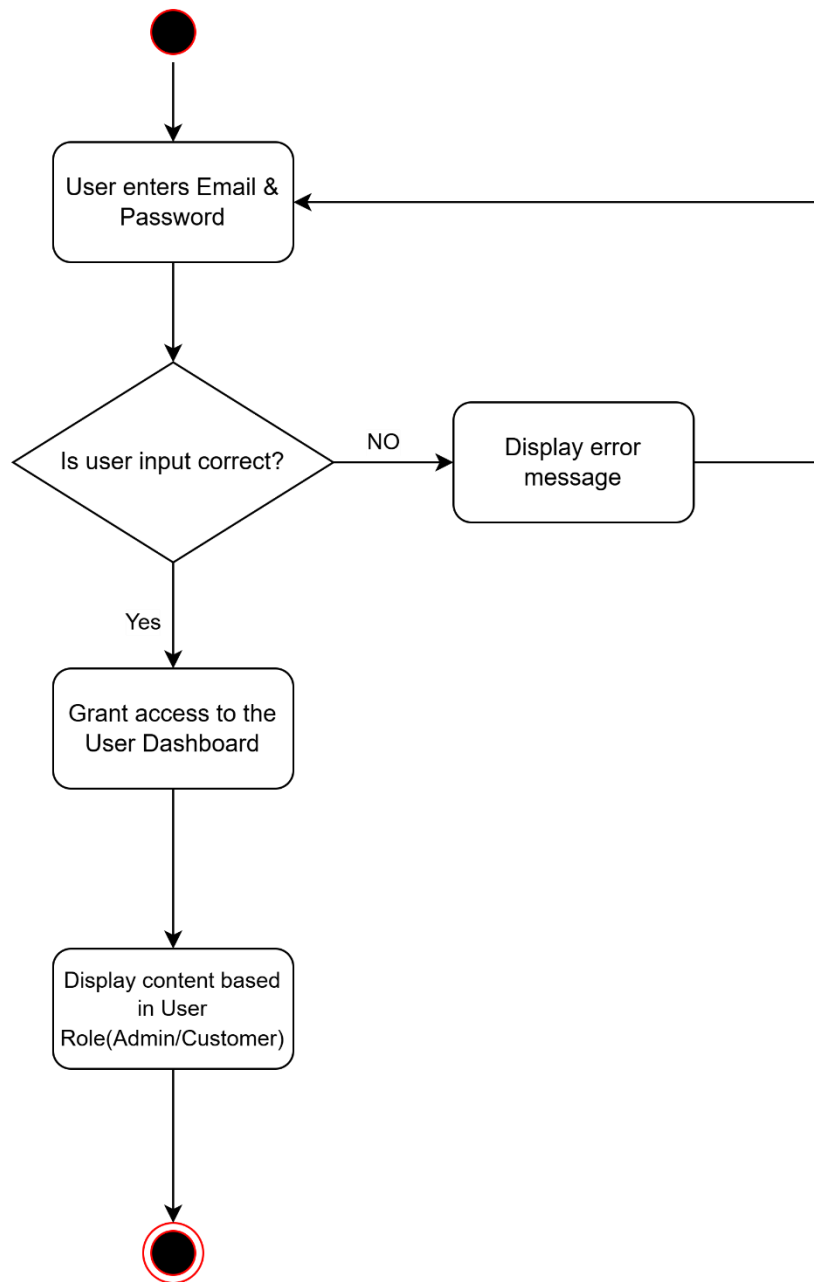 User enters Email &
Password
Is user input correct?
NO
Display error
message
Yes
Grant access to the
User Dashboard
Display content based
in User
Role(Admin/Customer)